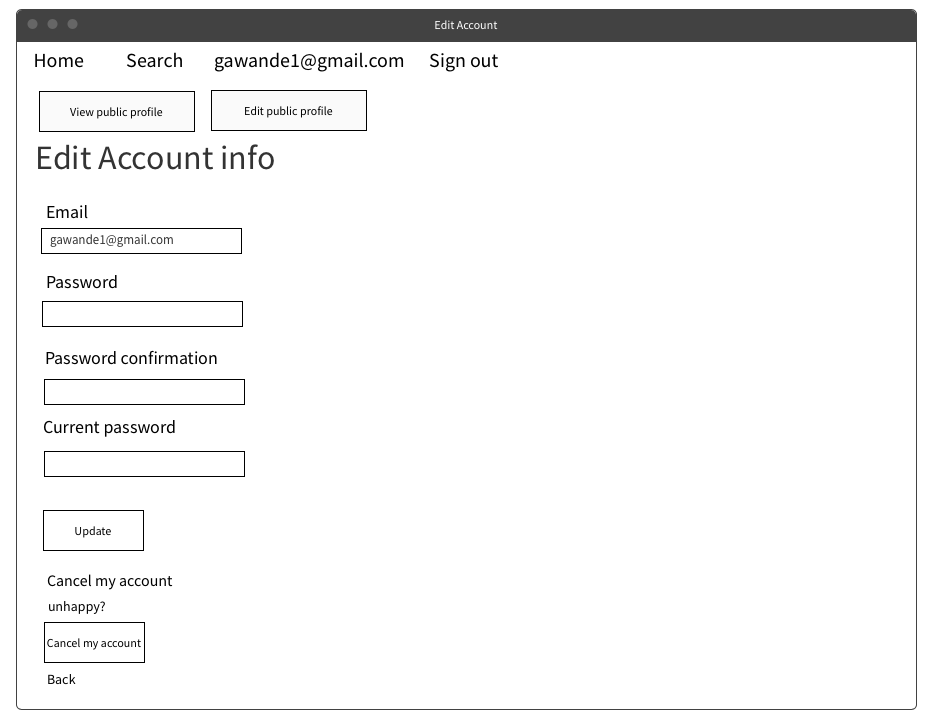 Edit Account
Home Search gawande1@gmail.com Sign out
View public profile Edit public profile
Edit Account info
Email
gawande1@gmail.com
Password
Password confirmation
Current password
Update
Cancel my account
unhappy?
Cancel my account
Back